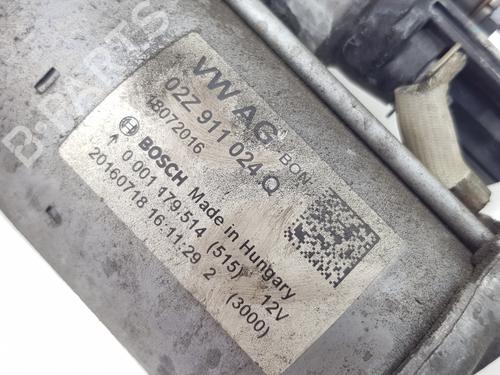 VW AG
BON-
02Z 911 024 Q
18072016
BOSCH Made in Hungary
0 001 179 514 (515) 12V
20160718 16.11.29 2 (3000)
B-PARTS